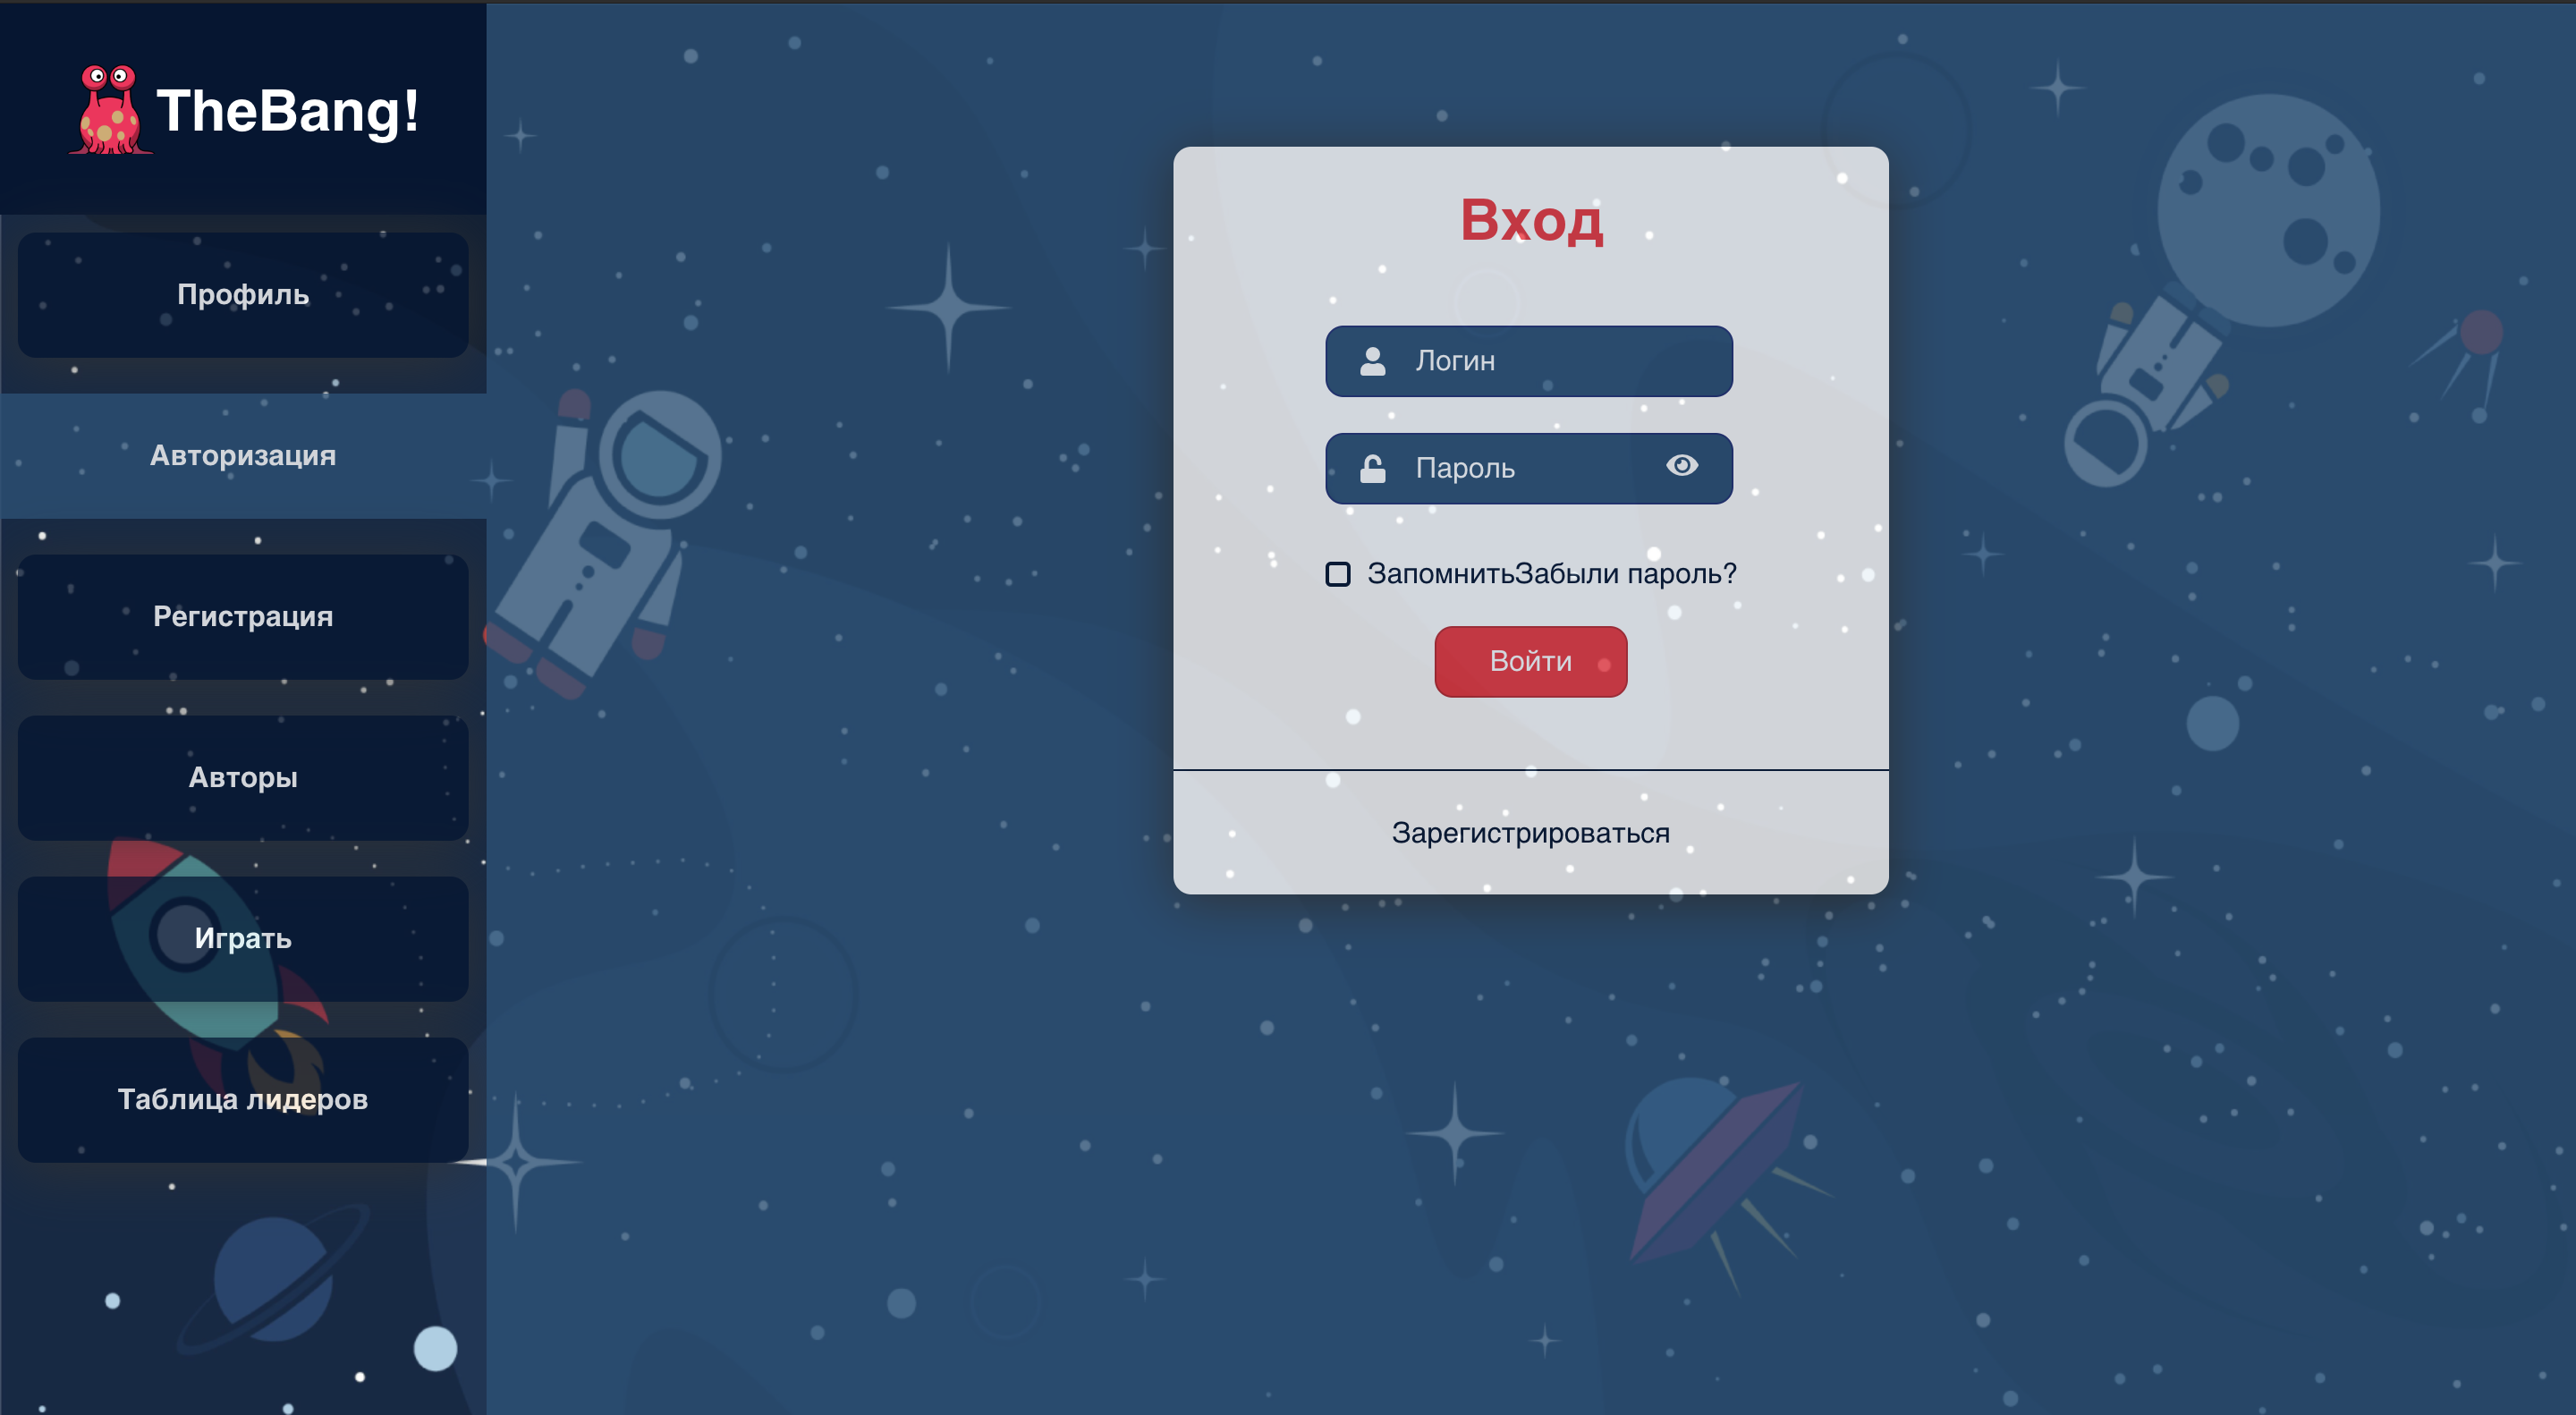 TheBang!
Профиль
Авторизация
Регистрация
Авторы
Играть
Таблица лидеров
Вход
Логин
Пароль
ЗапомнитьЗабыли пароль?
Войти
Зарегистрироваться